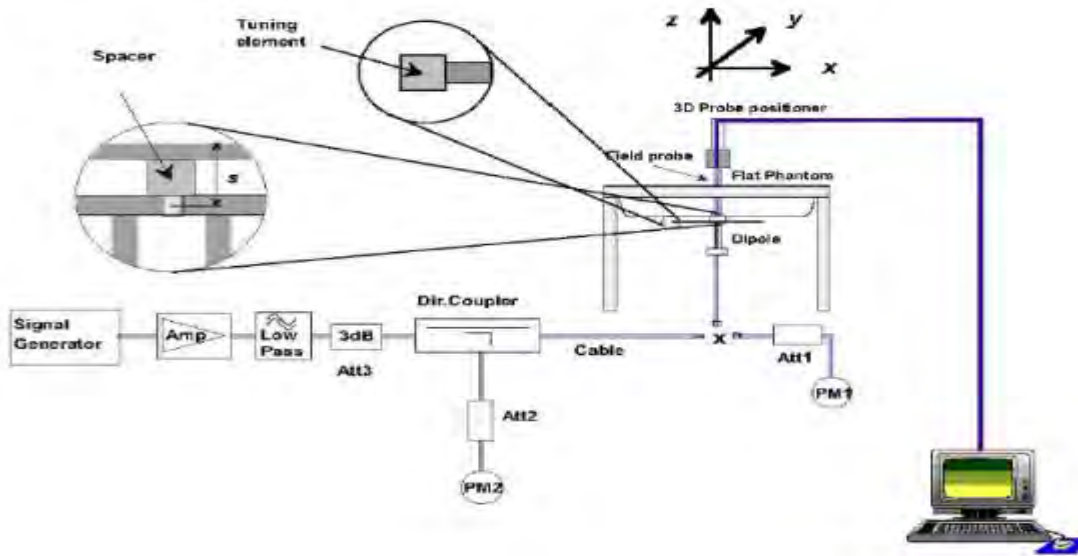 Tuning
element
Spacer
s
z
y
x
3D Probe positioner
Field probe
Flat Phantom
Dipole
Dir.Coupler
Signal
Generator
Amp
Low
Pass
3dB
Att3
Cable
x
Att1
PM1
Att2
PM2